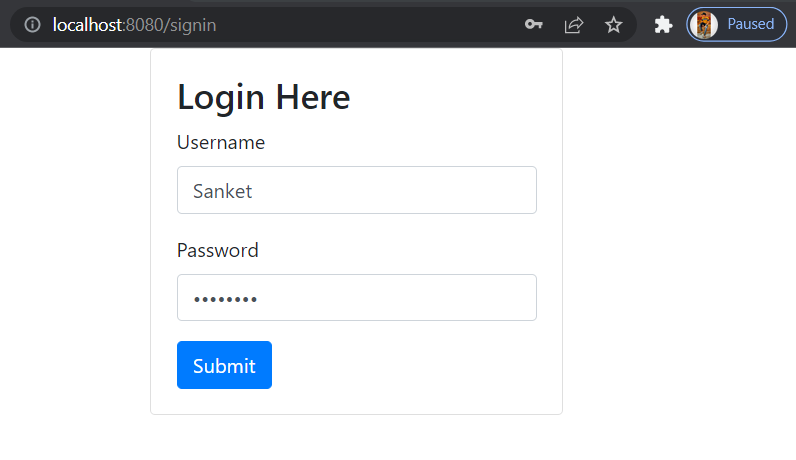 localhost:8080/signin
Paused
Login Here
Username
Sanket
Password
••••••••
Submit